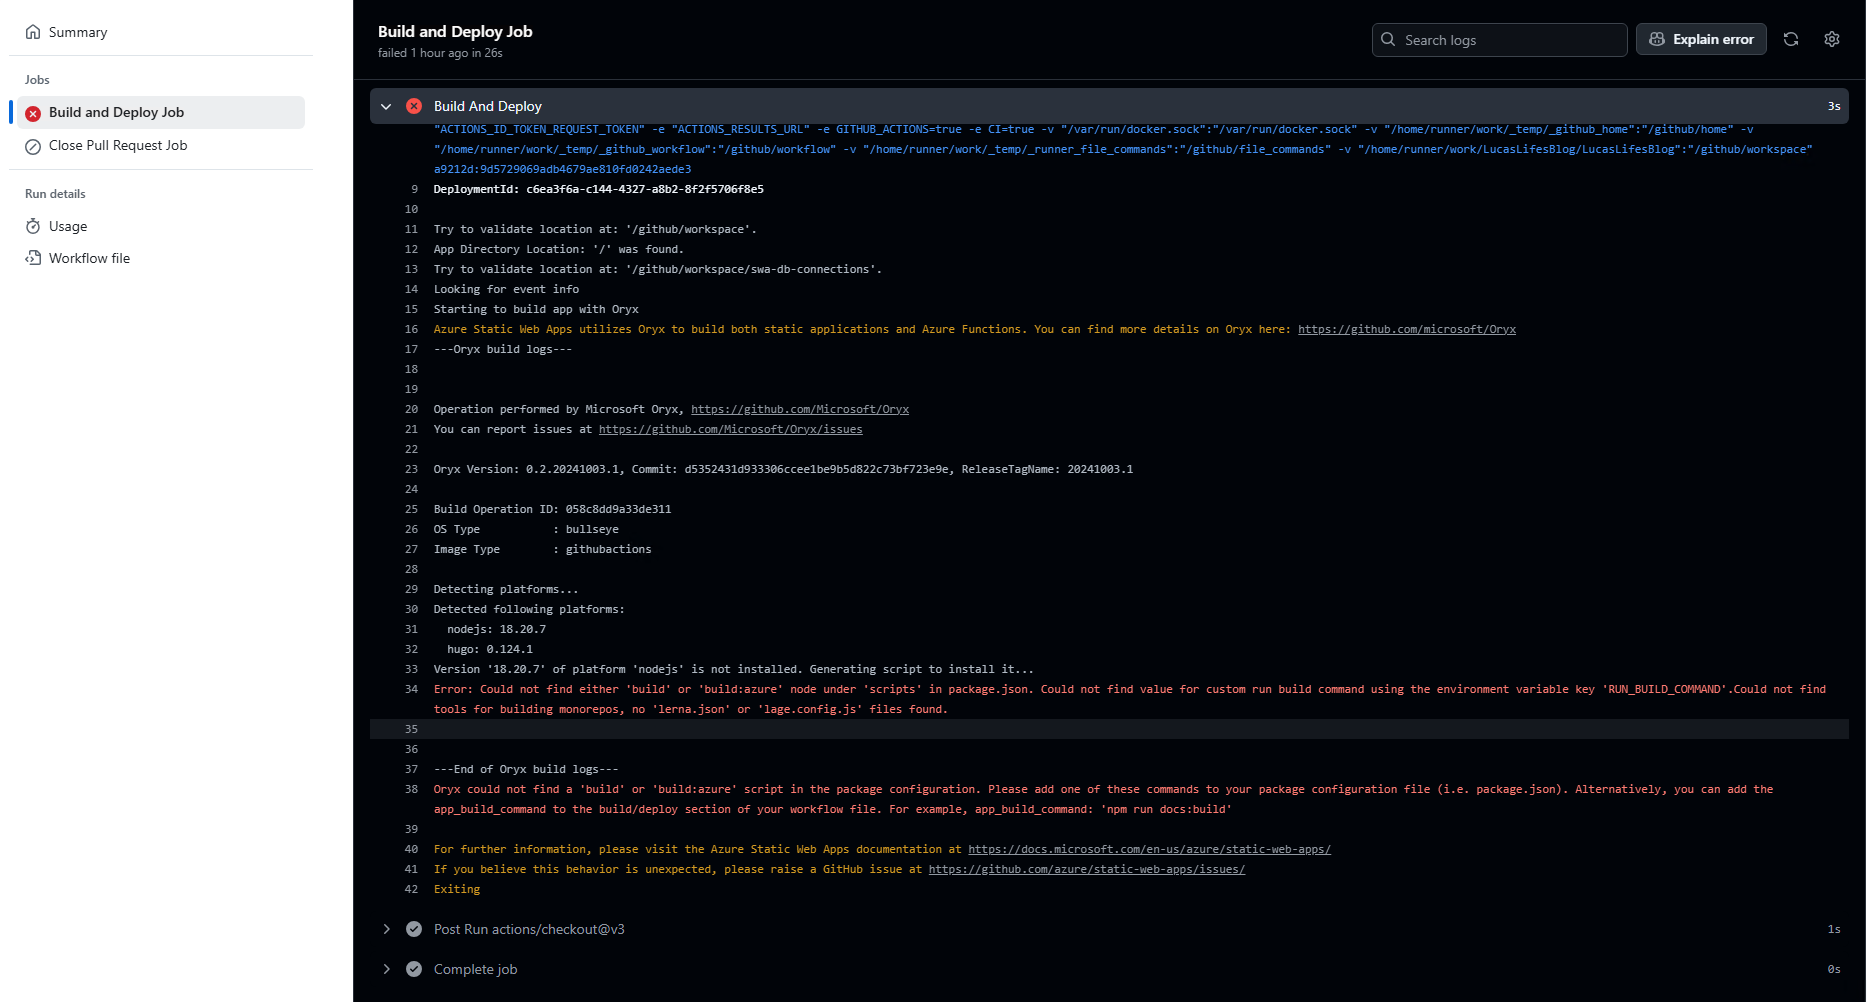 Summary
Jobs
Build and Deploy Job
Close Pull Request Job
Run details
Usage
Workflow file
Build and Deploy Job
failed 1 hour ago in 26s
Search logs
Explain error
Build And Deploy 3s
"ACTIONS_ID_TOKEN_REQUEST_TOKEN" -e "ACTIONS_RESULTS_URL" -e GITHUB_ACTIONS=true -e CI=true -v "/var/run/docker.sock":"/var/run/docker.sock" -v "/home/runner/work/_temp/_github_home":"/github/home" -v
"/home/runner/work/_temp/_github_workflow":"/github/workflow" -v "/home/runner/work/_temp/_runner_file_commands":"/github/file_commands" -v "/home/runner/work/LucasLifesBlog/LucasLifesBlog":"/github/workspace"
a9212d:9d5729069adb4679ae810fd0242aede3
9 DeploymentId: c6ea3f6a-c144-4327-a8b2-8f2f5706f8e5
10
11 Try to validate location at: '/github/workspace'.
12 App Directory Location: '/' was found.
13 Try to validate location at: '/github/workspace/swa-db-connections'.
14 Looking for event info
15 Starting to build app with Oryx
16 Azure Static Web Apps utilizes Oryx to build both static applications and Azure Functions. You can find more details on Oryx here: https://github.com/microsoft/Oryx
17 ---Oryx build logs---
18
19
20 Operation performed by Microsoft Oryx, https://github.com/Microsoft/Oryx
21 You can report issues at https://github.com/Microsoft/Oryx/issues
22
23 Oryx Version: 0.2.20241003.1, Commit: d5352431d933306ccee1be9b5d822c73bf723e9e, ReleaseTagName: 20241003.1
24
25 Build Operation ID: 058c8dd9a33de311
26 OS Type : bullseye
27 Image Type : githubactions
28
29 Detecting platforms...
30 Detected following platforms:
31 nodejs: 18.20.7
32 hugo: 0.124.1
33 Version '18.20.7' of platform 'nodejs' is not installed. Generating script to install it...
34 Error: Could not find either 'build' or 'build:azure' node under 'scripts' in package.json. Could not find value for custom run build command using the environment variable key 'RUN_BUILD_COMMAND'.Could not find
tools for building monorepos, no 'lerna.json' or 'lage.config.js' files found.
35
36
37 ---End of Oryx build logs---
38 Oryx could not find a 'build' or 'build:azure' script in the package configuration. Please add one of these commands to your package configuration file (i.e. package.json). Alternatively, you can add the
app_build_command to the build/deploy section of your workflow file. For example, app_build_command: 'npm run docs:build'
39
40 For further information, please visit the Azure Static Web Apps documentation at https://docs.microsoft.com/en-us/azure/static-web-apps/
41 If you believe this behavior is unexpected, please raise a GitHub issue at https://github.com/azure/static-web-apps/issues/
42 Exiting
Post Run actions/checkout@v3 1s
Complete job 0s